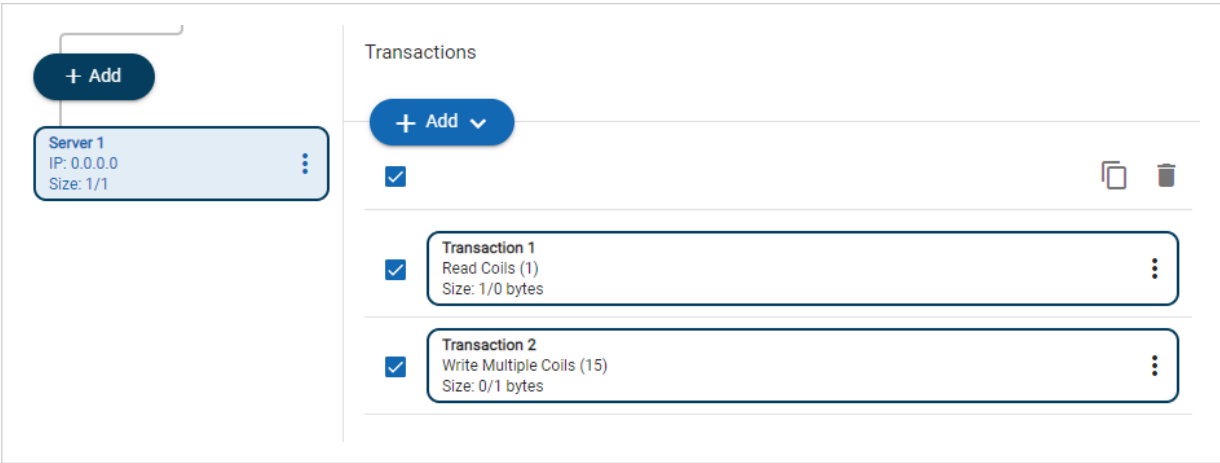 Add
Server 1
IP: 0.0.0.0
Size: 1/1
Transactions
Add
Transaction 1
Read Coils (1)
Size: 1/0 bytes
Transaction 2
Write Multiple Coils (15)
Size: 0/1 bytes